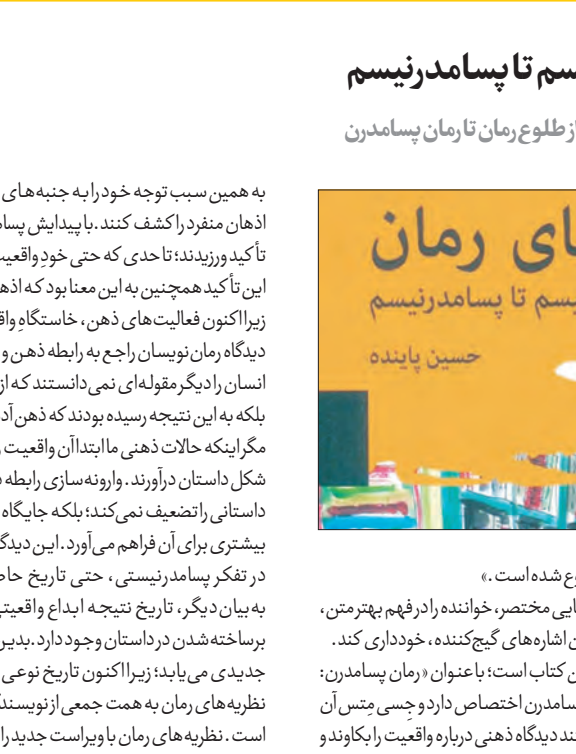 سم تا پسامدرنیسم
از طلوع رمان تا رمان پسامدرن
ای رمان
یسم تا پسامدرنیسم
حسین پاینده
وع شده است.»
ایی مختصر، خواننده را در فهم بهتر متن،
ن اشاره‌های گیج‌کننده، خودداری کند.
ن کتاب است؛ با عنوان «رمان پسامدرن:
سامدرن اختصاص دارد و جِسی مِتس آن
ند دیدگاه ذهنی درباره واقعیت را بکاوند و
به همین سبب توجه خود را به جنبه‌های
اذهان منفرد را کشف کنند. با پیدایش پسا
تأکید ورزیدند؛ تا حدی که حتی خودِ واقعیت
این تأکید همچنین به این معنا بود که اذه
زیرا اکنون فعالیت‌های ذهن، خاستگاهِ واق
دیدگاه رمان‌نویسان راجع به رابطه ذهن و
انسان را دیگر مقوله‌ای نمی‌دانستند که از
بلکه به این نتیجه رسیده بودند که ذهن آد
مگر اینکه حالات ذهنی ما ابتدا آن واقعیت
شکل داستان درآورند. وارونه‌سازی رابطه
داستانی را تضعیف نمی‌کند؛ بلکه جایگاه
بیشتری برای آن فراهم می‌آورد. این دیدگ
در تفکر پسامدرنیستی، حتی تاریخ حا
به بیان دیگر، تاریخ نتیجه ابداع واقعیت
برساخته‌شدن در داستان وجود دارد. بدین
جدیدی می‌یابد؛ زیرا اکنون تاریخ نوعی
نظریه‌های رمان به همت جمعی از نویسند
است. نظریه‌های رمان با ویراست جدید را